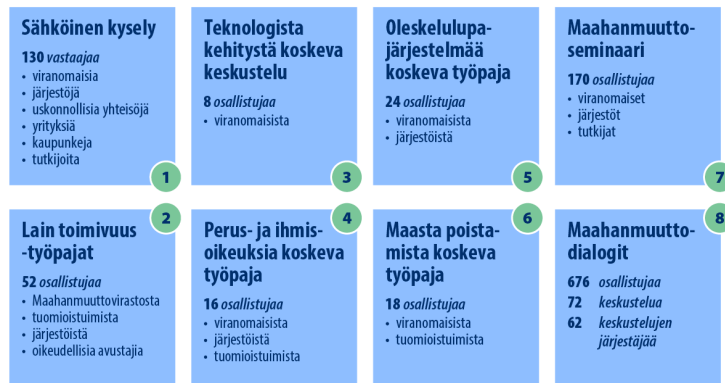 Sähköinen kysely
130 vastaajaa
• viranomaisia
• järjestöjä
• uskonnollisia yhteisöjä
• yrityksiä
• kaupunkeja
• tutkijoita
1
Teknologista
kehitystä koskeva
keskustelu
8 osallistujaa
• viranomaisista
3
Oleskelulupa-
järjestelmää
koskeva työpaja
24 osallistujaa
• viranomaisista
• järjestöistä
5
Maahanmuutto-
seminaari
170 osallistujaa
• viranomaiset
• järjestöt
• tutkijat
7
2
Lain toimivuus
-työpajat
52 osallistujaa
• Maahanmuuttovirastosta
• tuomioistuimista
• järjestöistä
• oikeudellisia avustajia
4
Perus- ja ihmis-
oikeuksia koskeva
työpaja
16 osallistujaa
• viranomaisista
• järjestöistä
• tuomioistuimista
6
Maasta poista-
mista koskeva
työpaja
18 osallistujaa
• viranomaisista
• tuomioistuimista
8
Maahanmuutto-
dialogit
676 osallistujaa
72 keskustelua
62 keskustelujen
järjestäjää